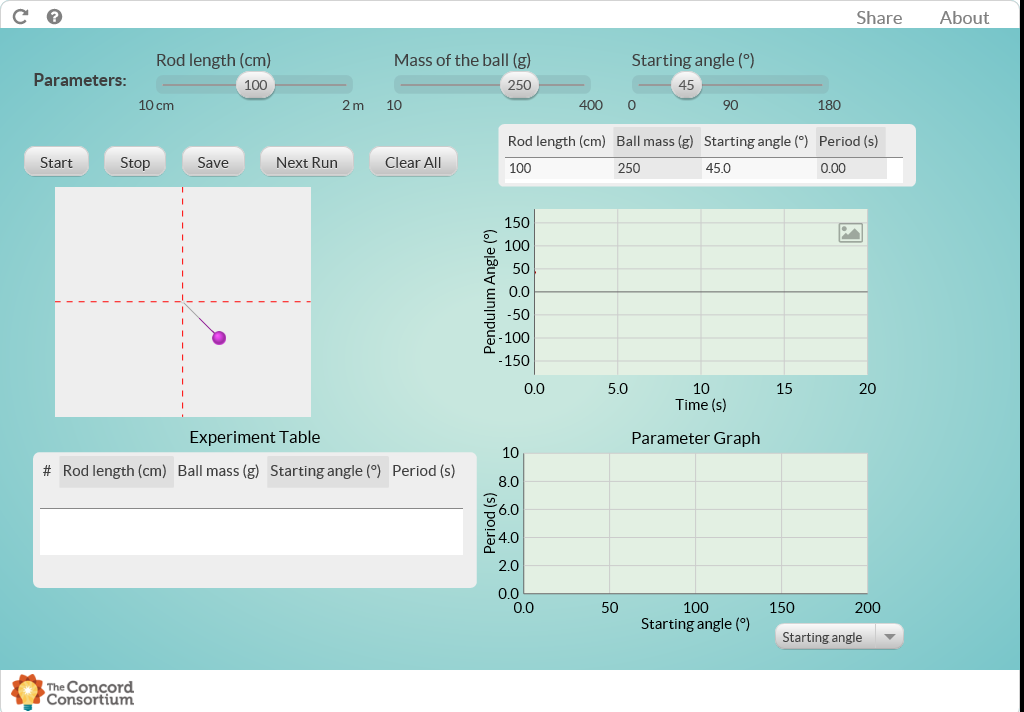 Share About
Parameters:
Rod length (cm)
100
10 cm 2 m
Mass of the ball (g)
250
10 400
Starting angle (°)
45
0 90 180
Start Stop Save Next Run Clear All
Rod length (cm) Ball mass (g) Starting angle (°) Period (s)
100 250 45.0 0.00
Pendulum Angle (°)
150
100
50
0.0
-50
-100
-150
0.0 5.0 10 15 20
Time (s)
Experiment Table
# Rod length (cm) Ball mass (g) Starting angle (°) Period (s)
Parameter Graph
Period (s)
10
8.0
6.0
4.0
2.0
0.0
0.0 50 100 150 200
Starting angle (°)
Starting angle
The Concord
Consortium